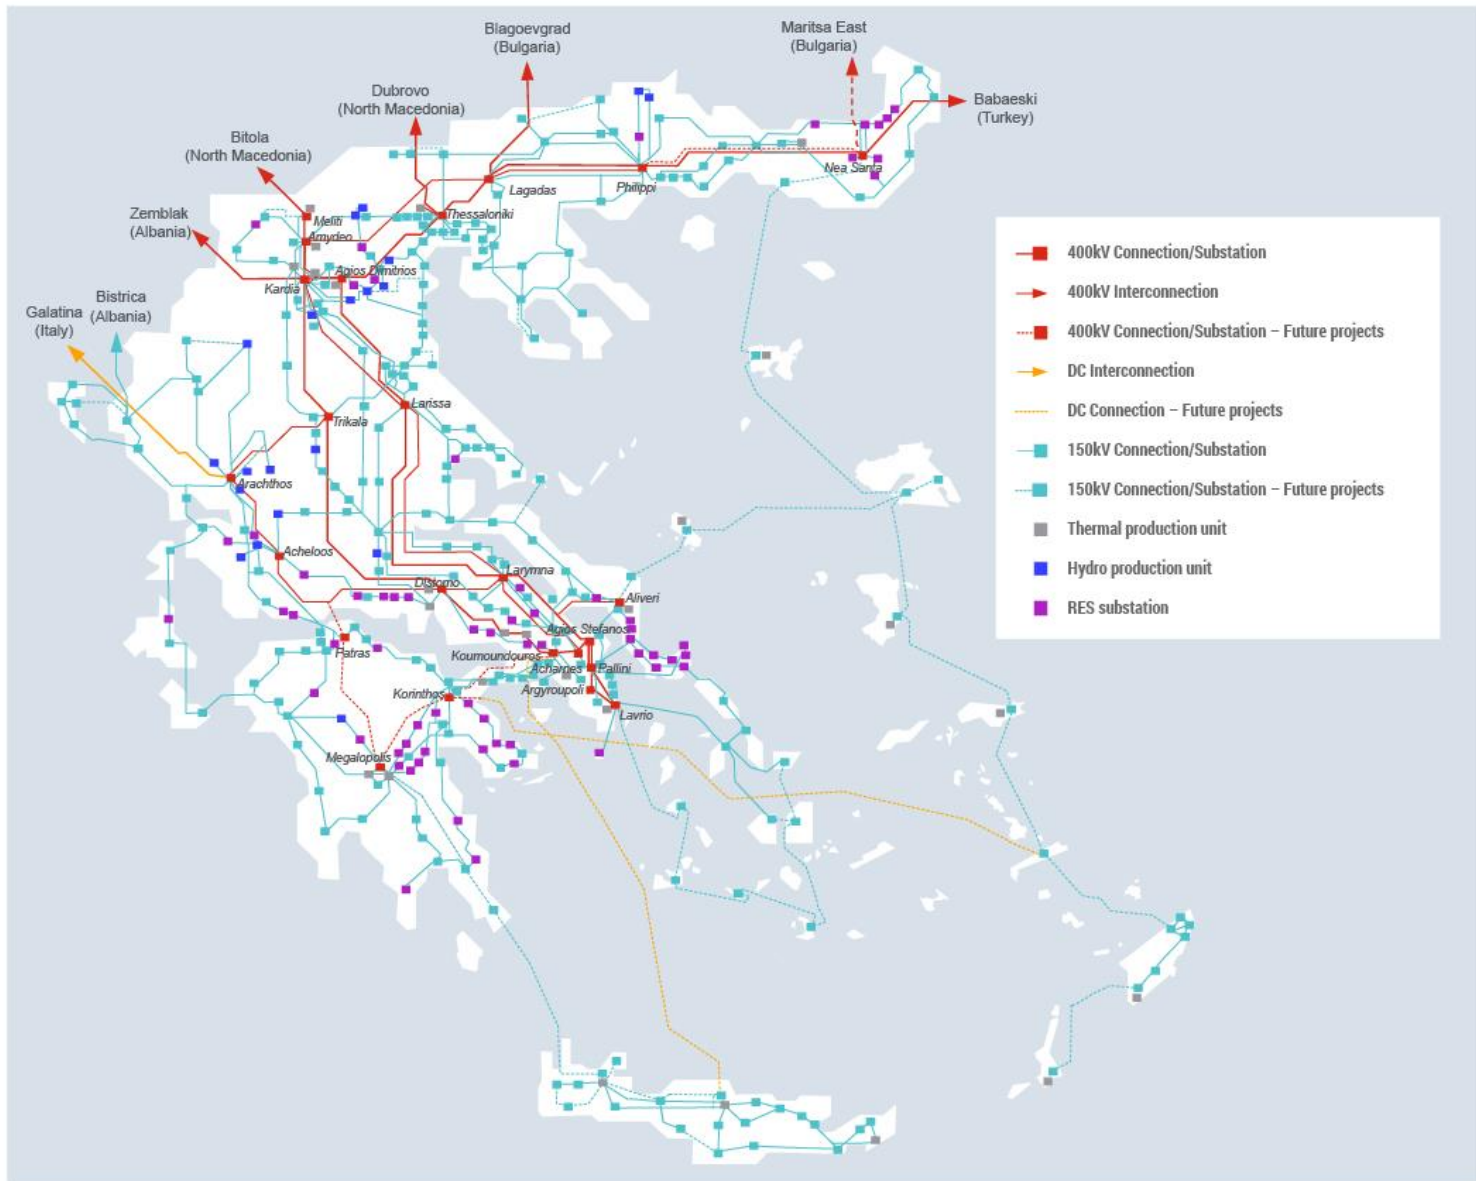 Blagoevgrad
(Bulgaria)
Maritsa East
(Bulgaria)
Dubrovo
(North Macedonia)
Babaeski
(Turkey)
Bitola
(North Macedonia)
Nea Santa
Lagadas
Philippi
Zemblak
(Albania)
Meliti
Thessaloniki
Amydeo
Agios Dimitrios
Kardia
Bistrica
(Albania)
Galatina
(Italy)
Larissa
Trikala
Arachthos
Acheloos
Larymna
Distomo
Aliveri
Agios Stefanos
Patras
Koumoundouros
Acharnes
Pallini
Argyroupoli
Korinthos
Lavrio
Megalopolis
400kV Connection/Substation
400kV Interconnection
400kV Connection/Substation – Future projects
DC Interconnection
DC Connection – Future projects
150kV Connection/Substation
150kV Connection/Substation – Future projects
Thermal production unit
Hydro production unit
RES substation